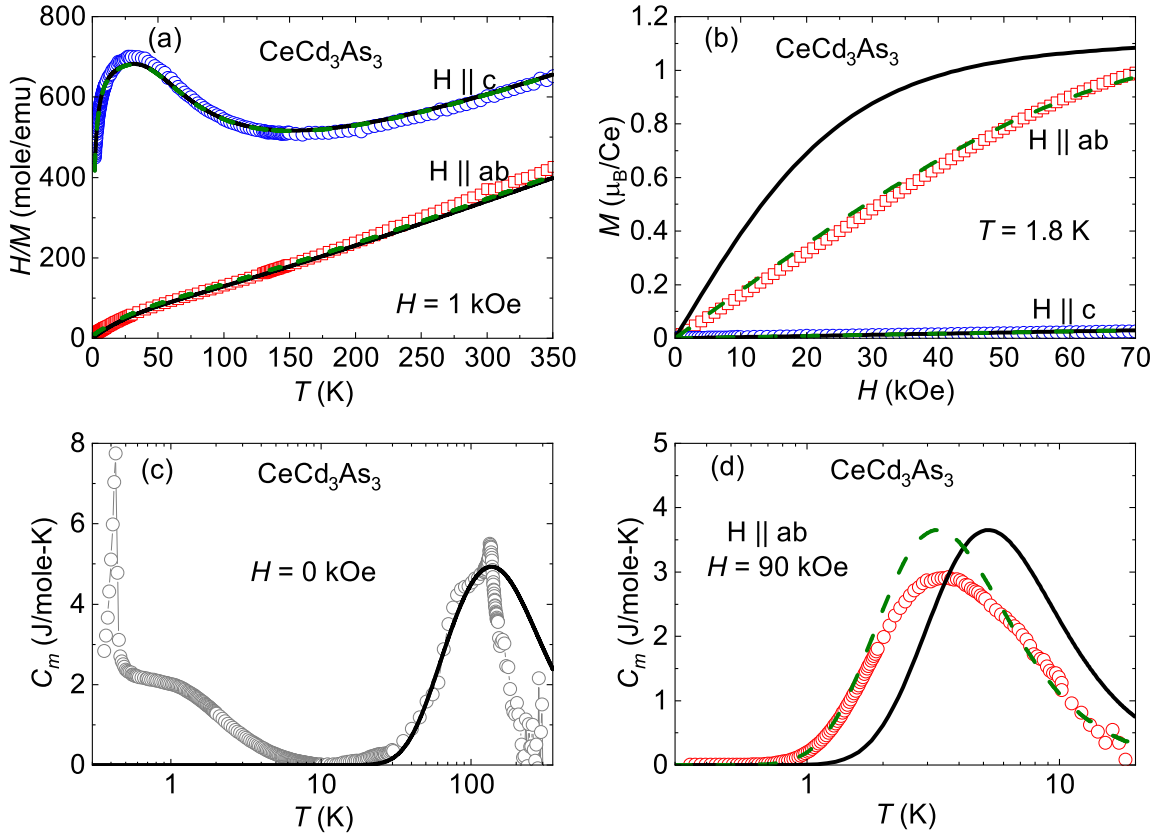 (a)
CeCd₃As₃
H || c
H || ab
H = 1 kOe
H/M (mole/emu)
0
200
400
600
800
0
50
100
150
200
250
300
350
T (K)
(b)
CeCd₃As₃
H || ab
T = 1.8 K
H || c
M (μB/Ce)
0
0.2
0.4
0.6
0.8
1
1.2
0
10
20
30
40
50
60
70
H (kOe)
(c)
CeCd₃As₃
H = 0 kOe
Cₘ (J/mole-K)
0
2
4
6
8
1
10
100
T (K)
(d)
CeCd₃As₃
H || ab
H = 90 kOe
Cₘ (J/mole-K)
0
1
2
3
4
5
1
10
T (K)